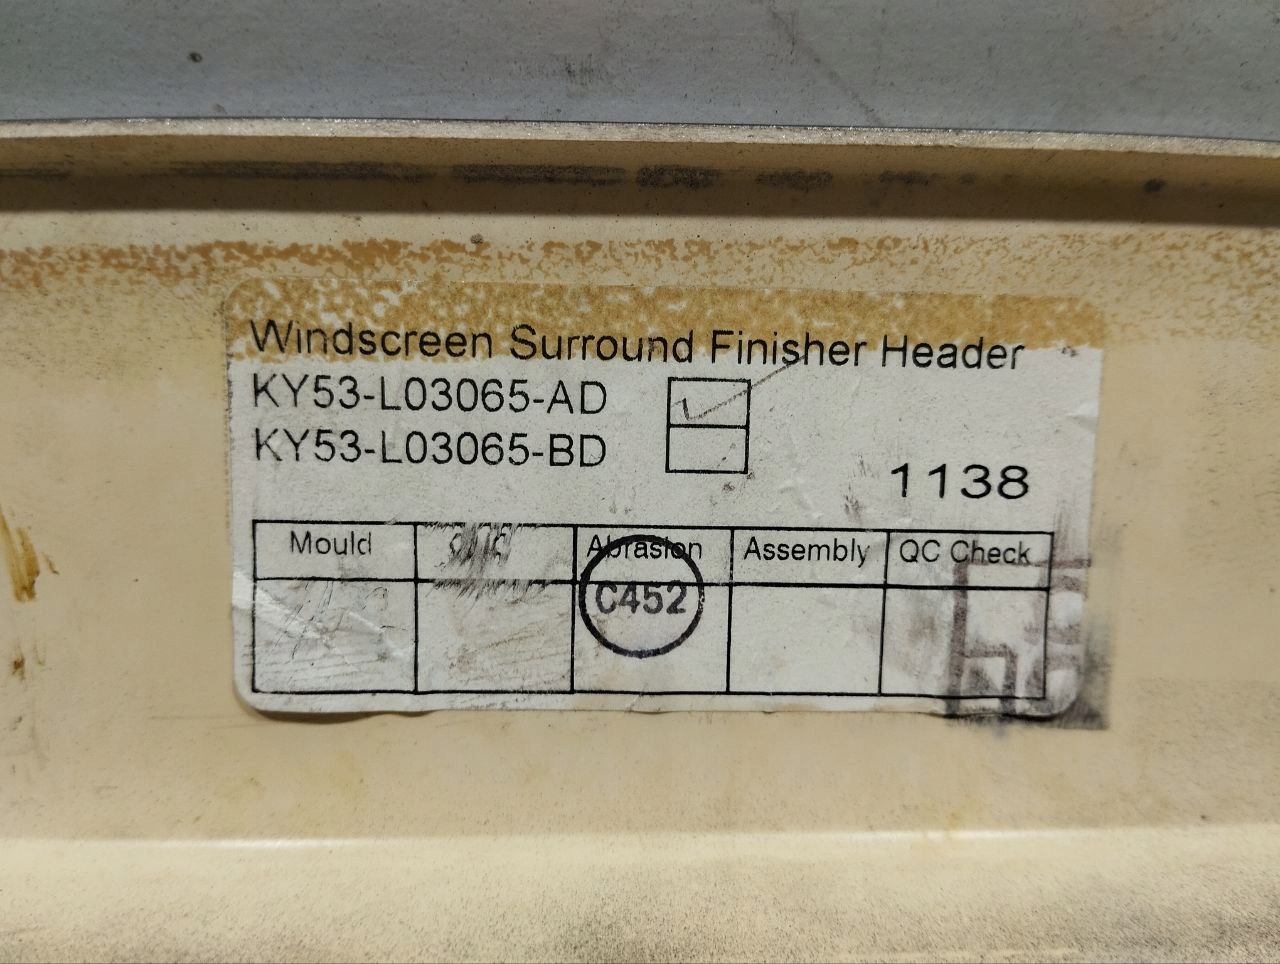 Windscreen Surround Finisher Header
KY53-L03065-AD
KY53-L03065-BD
1138
Mould Abrasion Assembly QC Check
C452